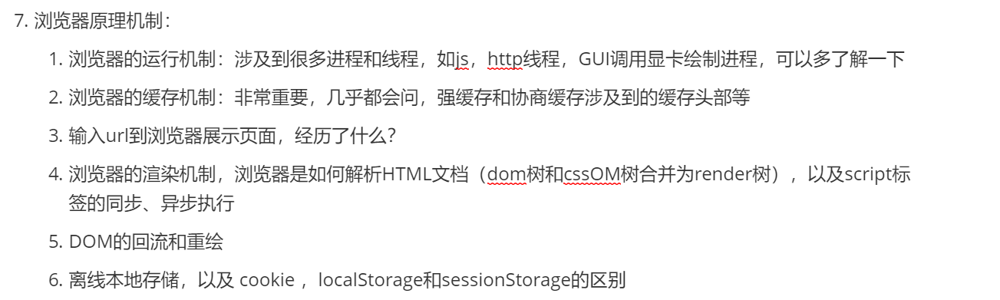 7. 浏览器原理机制：
1. 浏览器的运行机制：涉及到很多进程和线程，如js，http线程，GUI调用显卡绘制进程，可以多了解一下
2. 浏览器的缓存机制：非常重要，几乎都会问，强缓存和协商缓存涉及到的缓存头部等
3. 输入url到浏览器展示页面，经历了什么？
4. 浏览器的渲染机制，浏览器是如何解析HTML文档（dom树和cssOM树合并为render树），以及script标
签的同步、异步执行
5. DOM的回流和重绘
6. 离线本地存储，以及 cookie ，localStorage和sessionStorage的区别